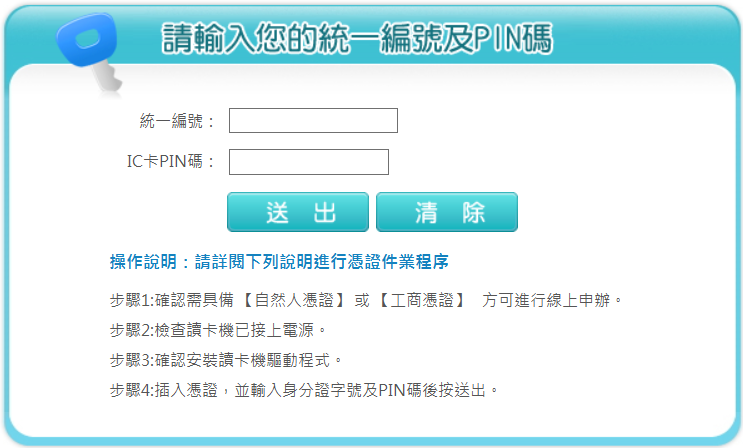 請輸入您的統一編號及PIN碼
統一編號：
IC卡PIN碼：
送 出 清 除
操作說明：請詳閱下列說明進行憑證件業程序
步驟1:確認需具備【自然人憑證】或【工商憑證】 方可進行線上申辦。
步驟2:檢查讀卡機已接上電源。
步驟3:確認安裝讀卡機驅動程式。
步驟4:插入憑證，並輸入身分證字號及PIN碼後按送出。